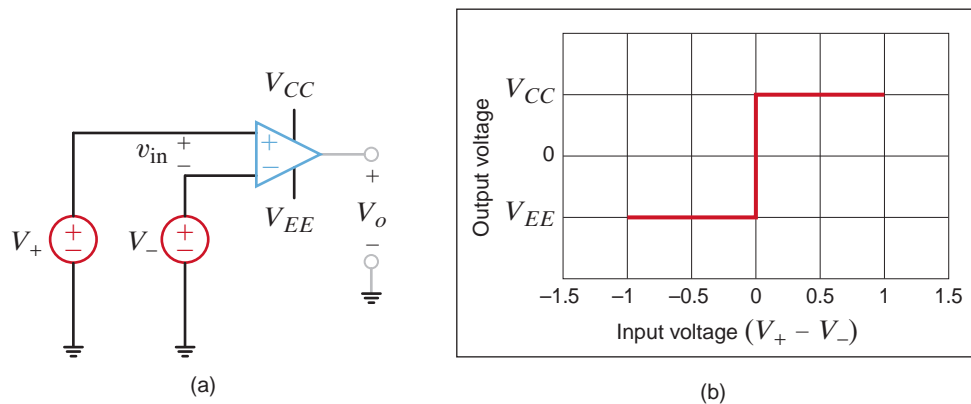 V_CC
v_in + −
+
−
V_EE
V_+ + −
V_− + −
+
V_o
−
(a)
Output voltage
V_CC
0
V_EE
–1.5 –1 –0.5 0 0.5 1 1.5
Input voltage (V_+ – V_−)
(b)